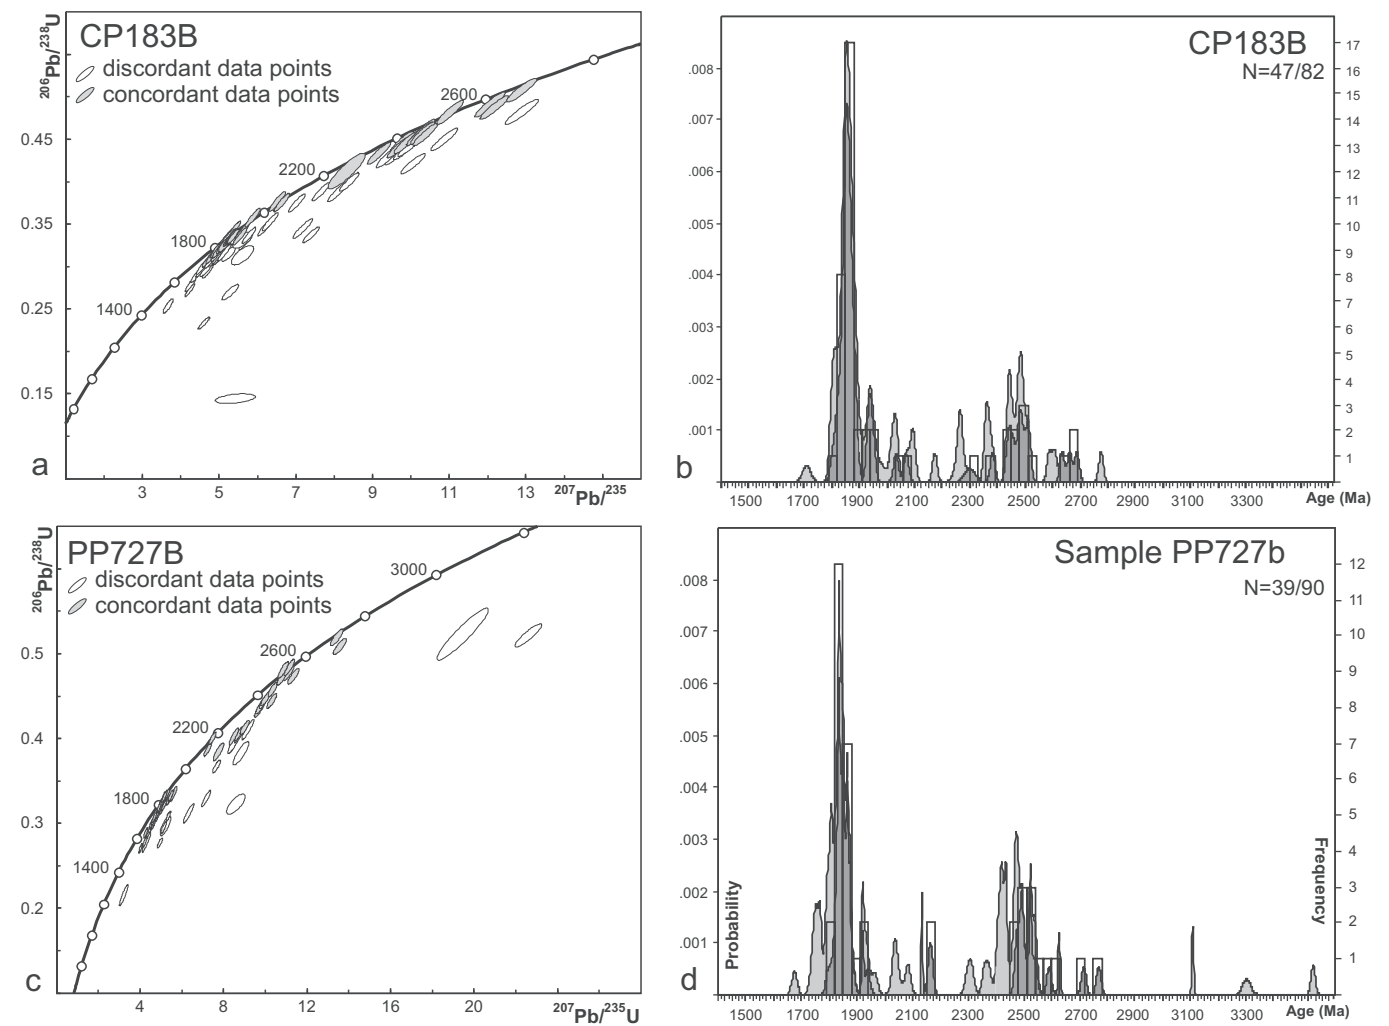 CP183B
discordant data points
concordant data points
206Pb/238U
0.45
0.35
0.25
0.15
2600
2200
1800
1400
a
3 5 7 9 11 13 207Pb/235
CP183B
N=47/82
.008
.007
.006
.005
.004
.003
.002
.001
17
16
15
14
13
12
11
10
9
8
7
6
5
4
3
2
1
b
1500 1700 1900 2100 2300 2500 2700 2900 3100 3300 Age (Ma)
PP727B
discordant data points
concordant data points
206Pb/238U
0.5
0.4
0.3
0.2
3000
2600
2200
1800
1400
c
4 8 12 16 20 207Pb/235U
Sample PP727b
N=39/90
.008
.007
.006
.005
.004
.003
.002
.001
Probability
12
11
10
9
8
7
6
5
4
3
2
1
Frequency
d
1500 1700 1900 2100 2300 2500 2700 2900 3100 3300 Age (Ma)